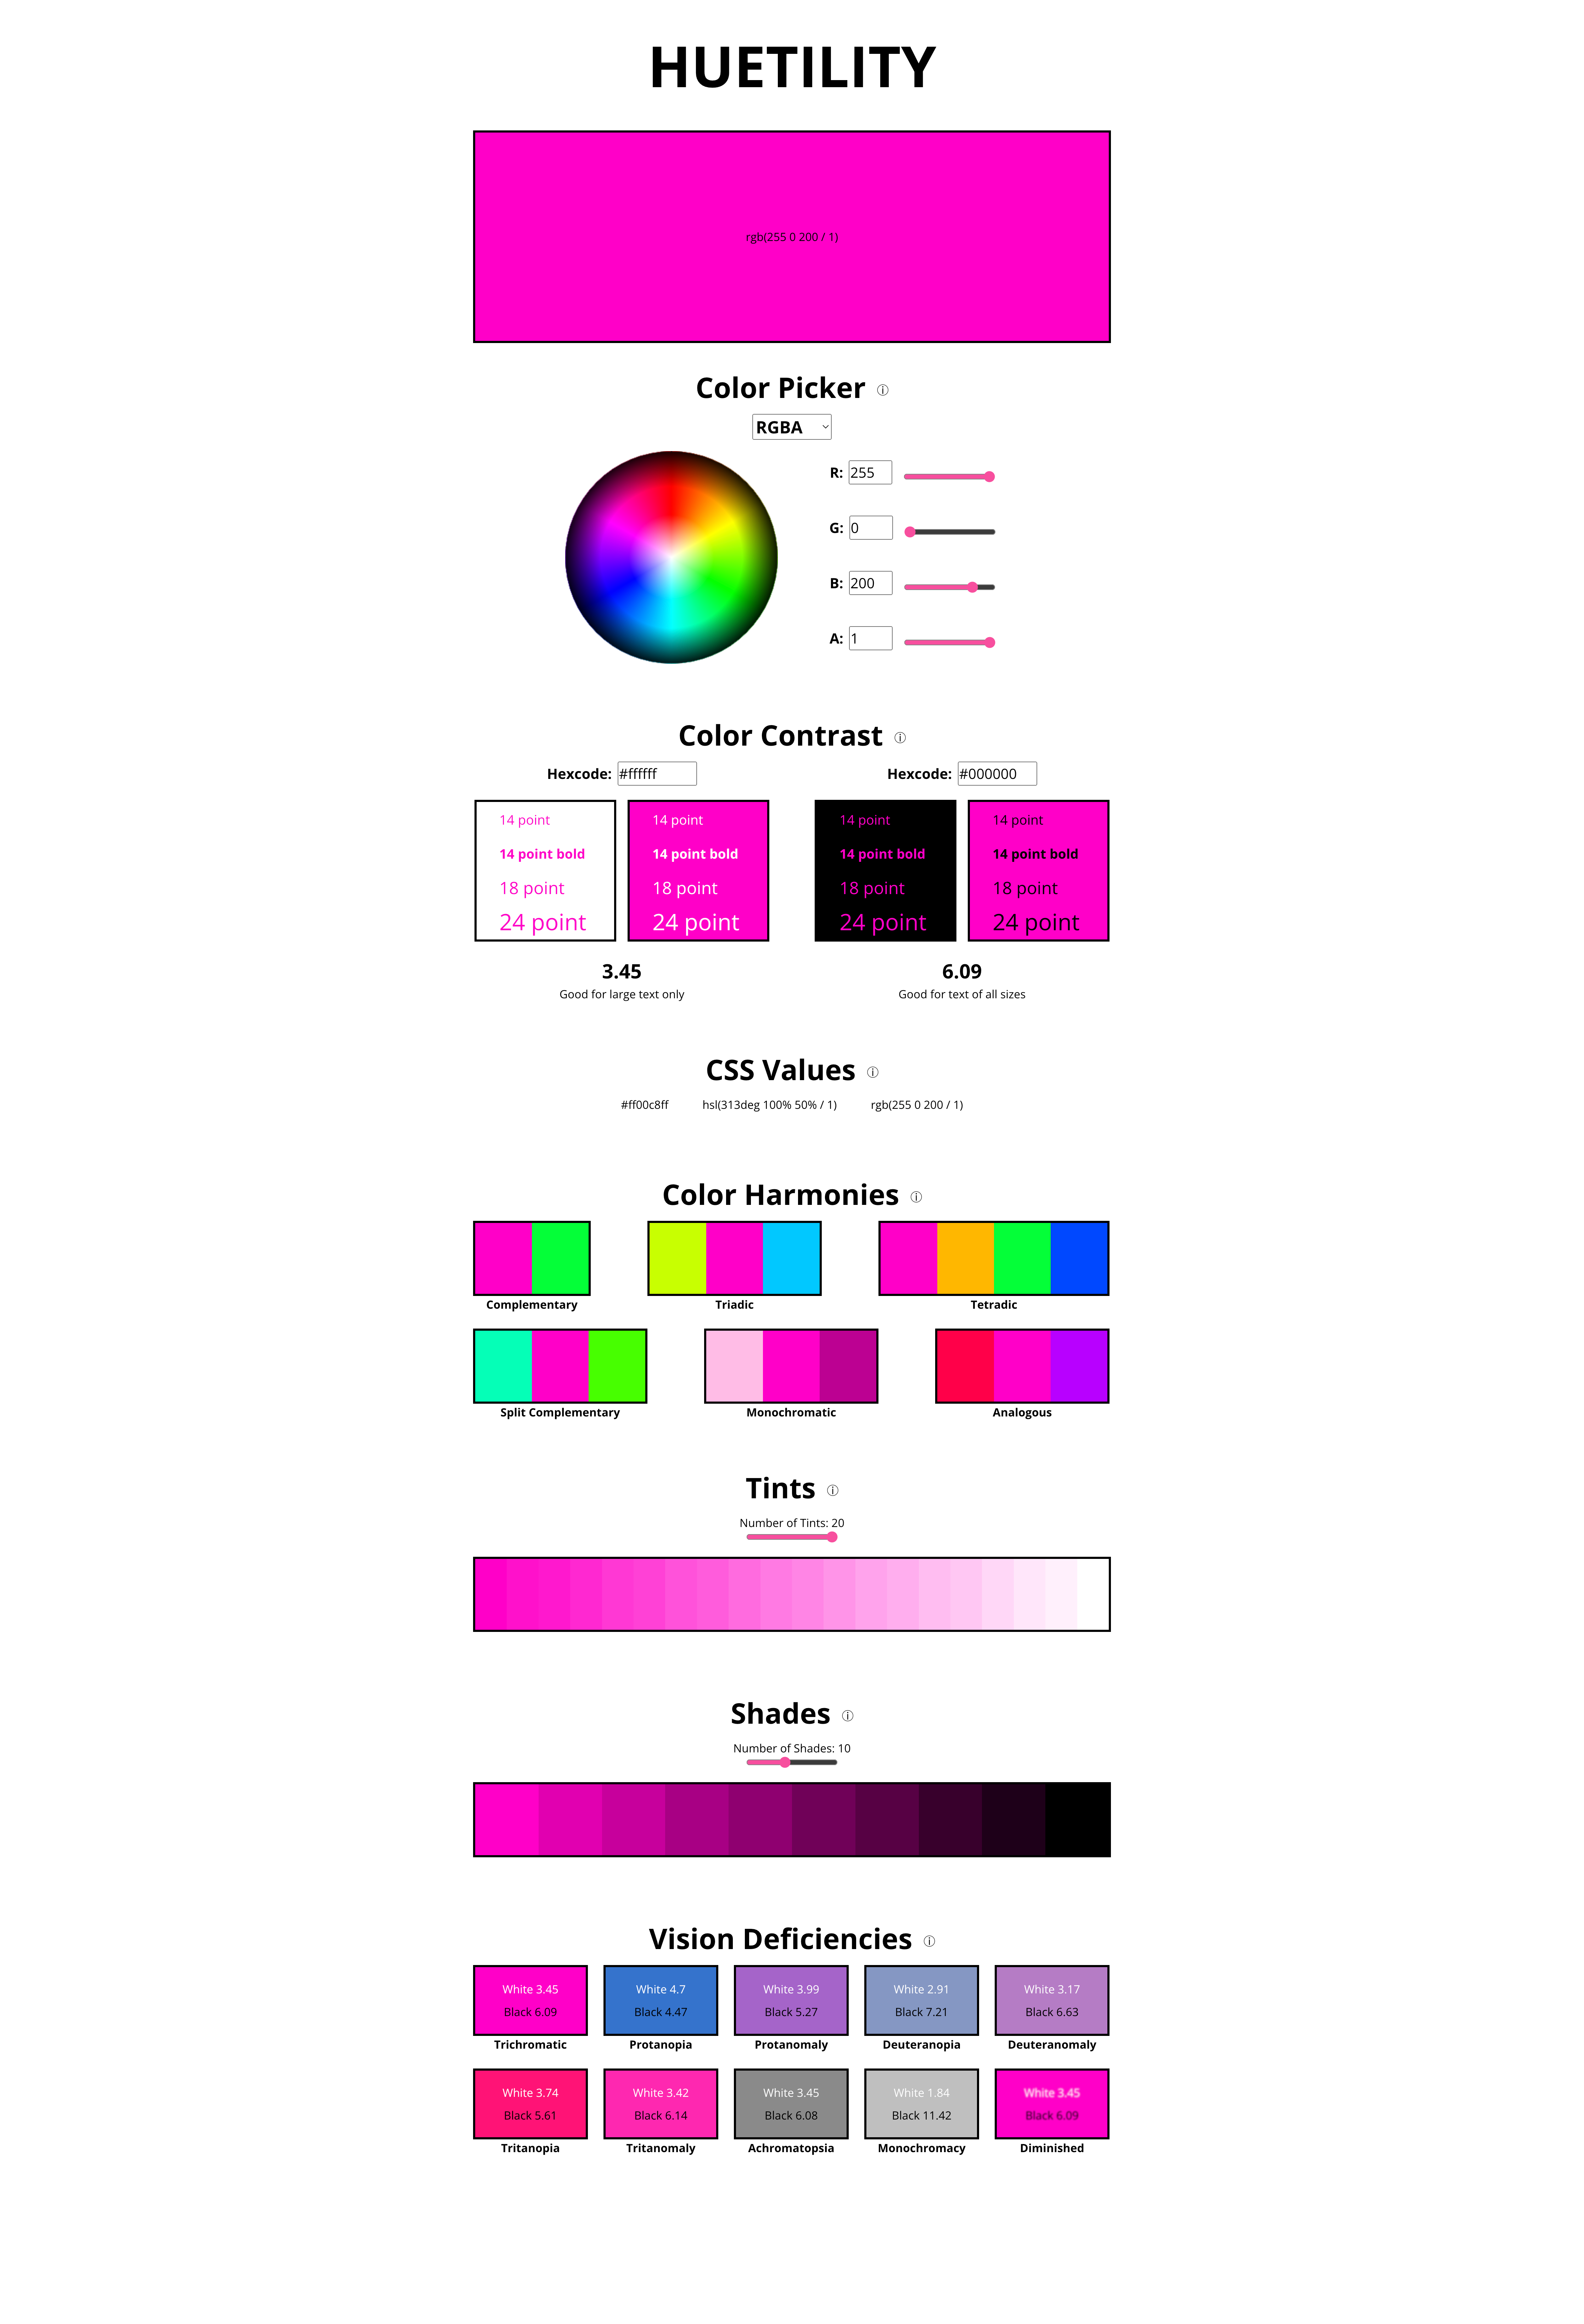 HUETILITY
rgb(255 0 200 / 1)
Color Picker ⓘ
RGBA
R: 255
G: 0
B: 200
A: 1
Color Contrast ⓘ
Hexcode: #ffffff
14 point
14 point bold
18 point
24 point
14 point
14 point bold
18 point
24 point
3.45
Good for large text only
Hexcode: #000000
14 point
14 point bold
18 point
24 point
14 point
14 point bold
18 point
24 point
6.09
Good for text of all sizes
CSS Values ⓘ
#ff00c8ff hsl(313deg 100% 50% / 1) rgb(255 0 200 / 1)
Color Harmonies ⓘ
Complementary Triadic Tetradic
Split Complementary Monochromatic Analogous
Tints ⓘ
Number of Tints: 20
Shades ⓘ
Number of Shades: 10
Vision Deficiencies ⓘ
White 3.45
Black 6.09
Trichromatic
White 4.7
Black 4.47
Protanopia
White 3.99
Black 5.27
Protanomaly
White 2.91
Black 7.21
Deuteranopia
White 3.17
Black 6.63
Deuteranomaly
White 3.74
Black 5.61
Tritanopia
White 3.42
Black 6.14
Tritanomaly
White 3.45
Black 6.08
Achromatopsia
White 1.84
Black 11.42
Monochromacy
White 3.45
Black 6.09
Diminished